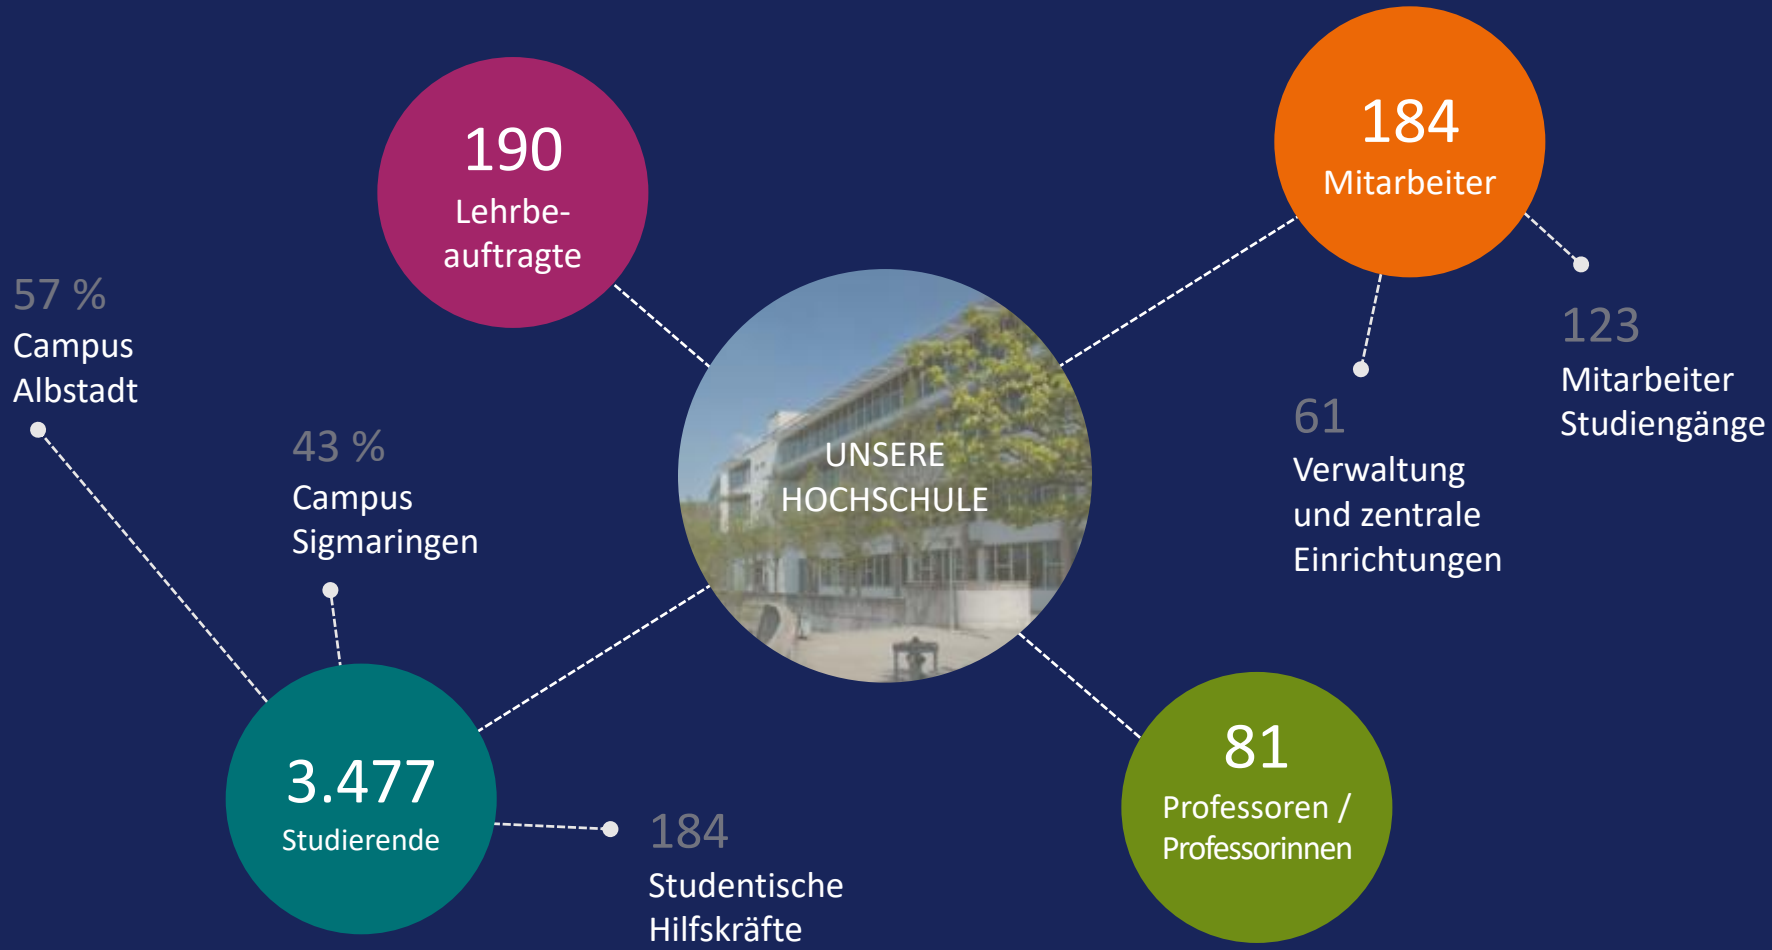 190
Lehrbe-
auftragte
184
Mitarbeiter
57 %
Campus
Albstadt
43 %
Campus
Sigmaringen
UNSERE
HOCHSCHULE
61
Verwaltung
und zentrale
Einrichtungen
123
Mitarbeiter
Studiengänge
3.477
Studierende
184
Studentische
Hilfskräfte
81
Professoren /
Professorinnen